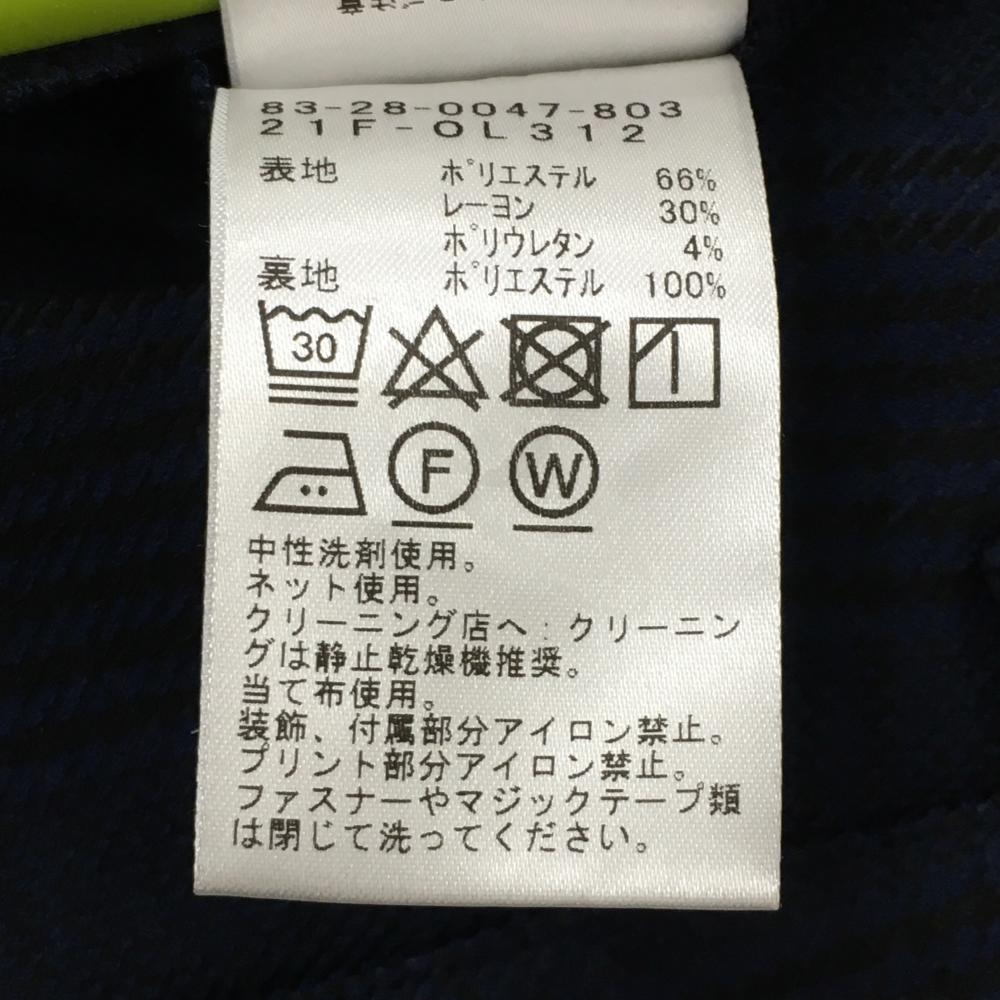 83-28-0047-803
21F-OL312
表地 ポリエステル 66%
レーヨン 30%
ポリウレタン 4%
裏地 ポリエステル 100%
30
F W
中性洗剤使用。
ネット使用。
クリーニング店へ:クリーニン
グは静止乾燥機推奨。
当て布使用。
装飾、付属部分アイロン禁止。
プリント部分アイロン禁止。
ファスナーやマジックテープ類
は閉じて洗ってください。